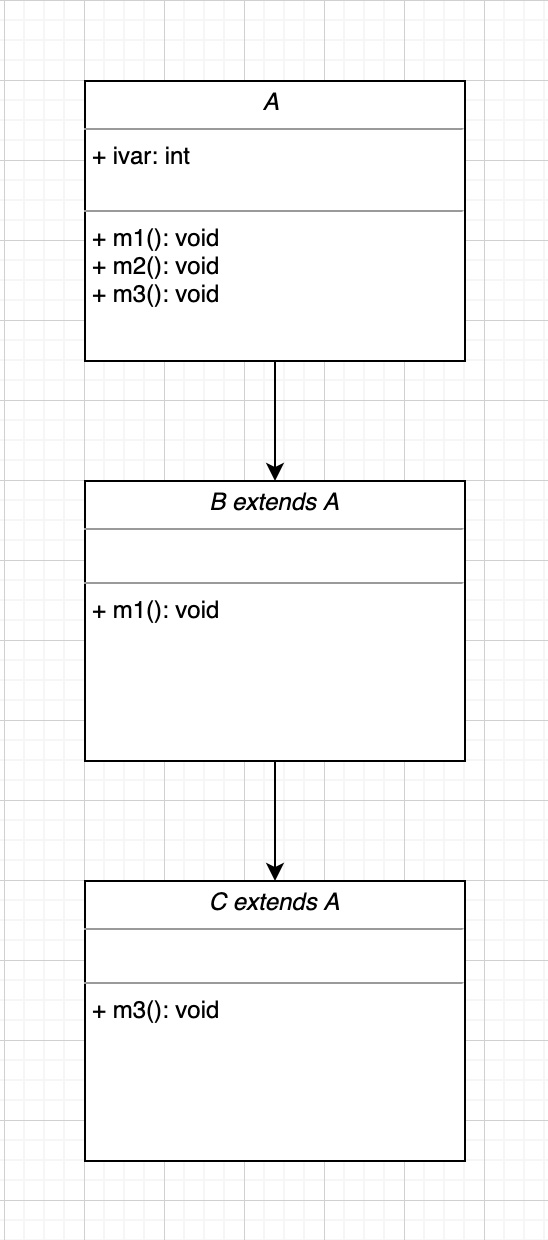 A
+ ivar: int
+ m1(): void
+ m2(): void
+ m3(): void
B extends A
+ m1(): void
C extends A
+ m3(): void